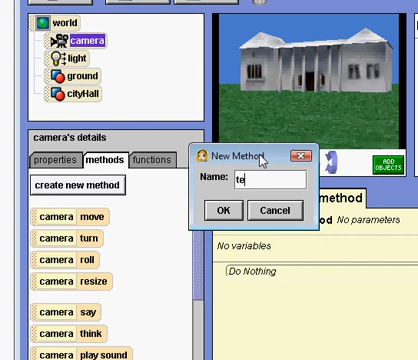 world
camera
light
ground
cityHall
ADD
OBJECTS
camera's details
properties
methods
functions
create new method
camera move
camera turn
camera roll
camera resize
camera say
camera think
camera play sound
New Method
Name: te
OK
Cancel
method
No parameters
No variables
Do Nothing